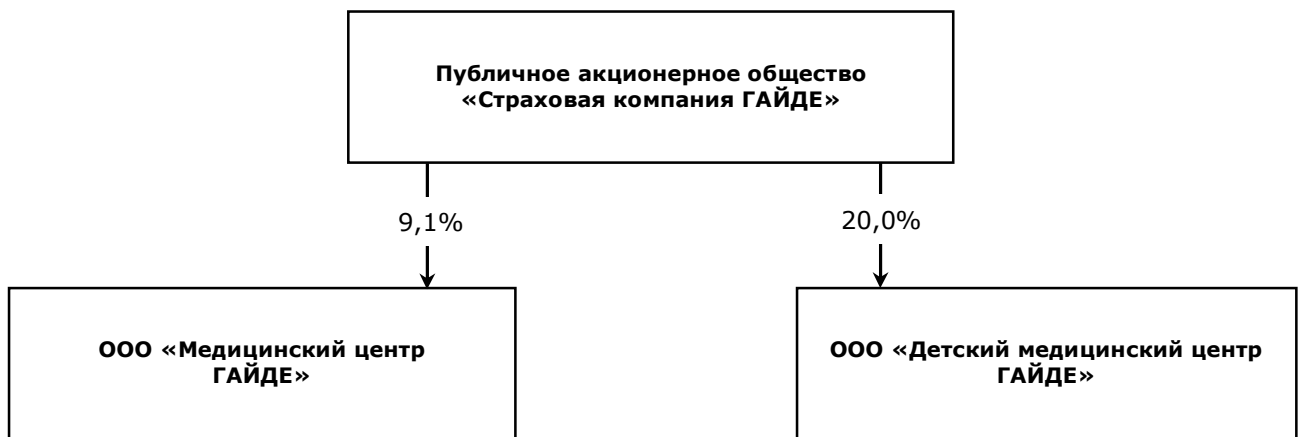 Публичное акционерное общество
«Страховая компания ГАЙДЕ»
9,1%
20,0%
ООО «Медицинский центр
ГАЙДЕ»
ООО «Детский медицинский центр
ГАЙДЕ»